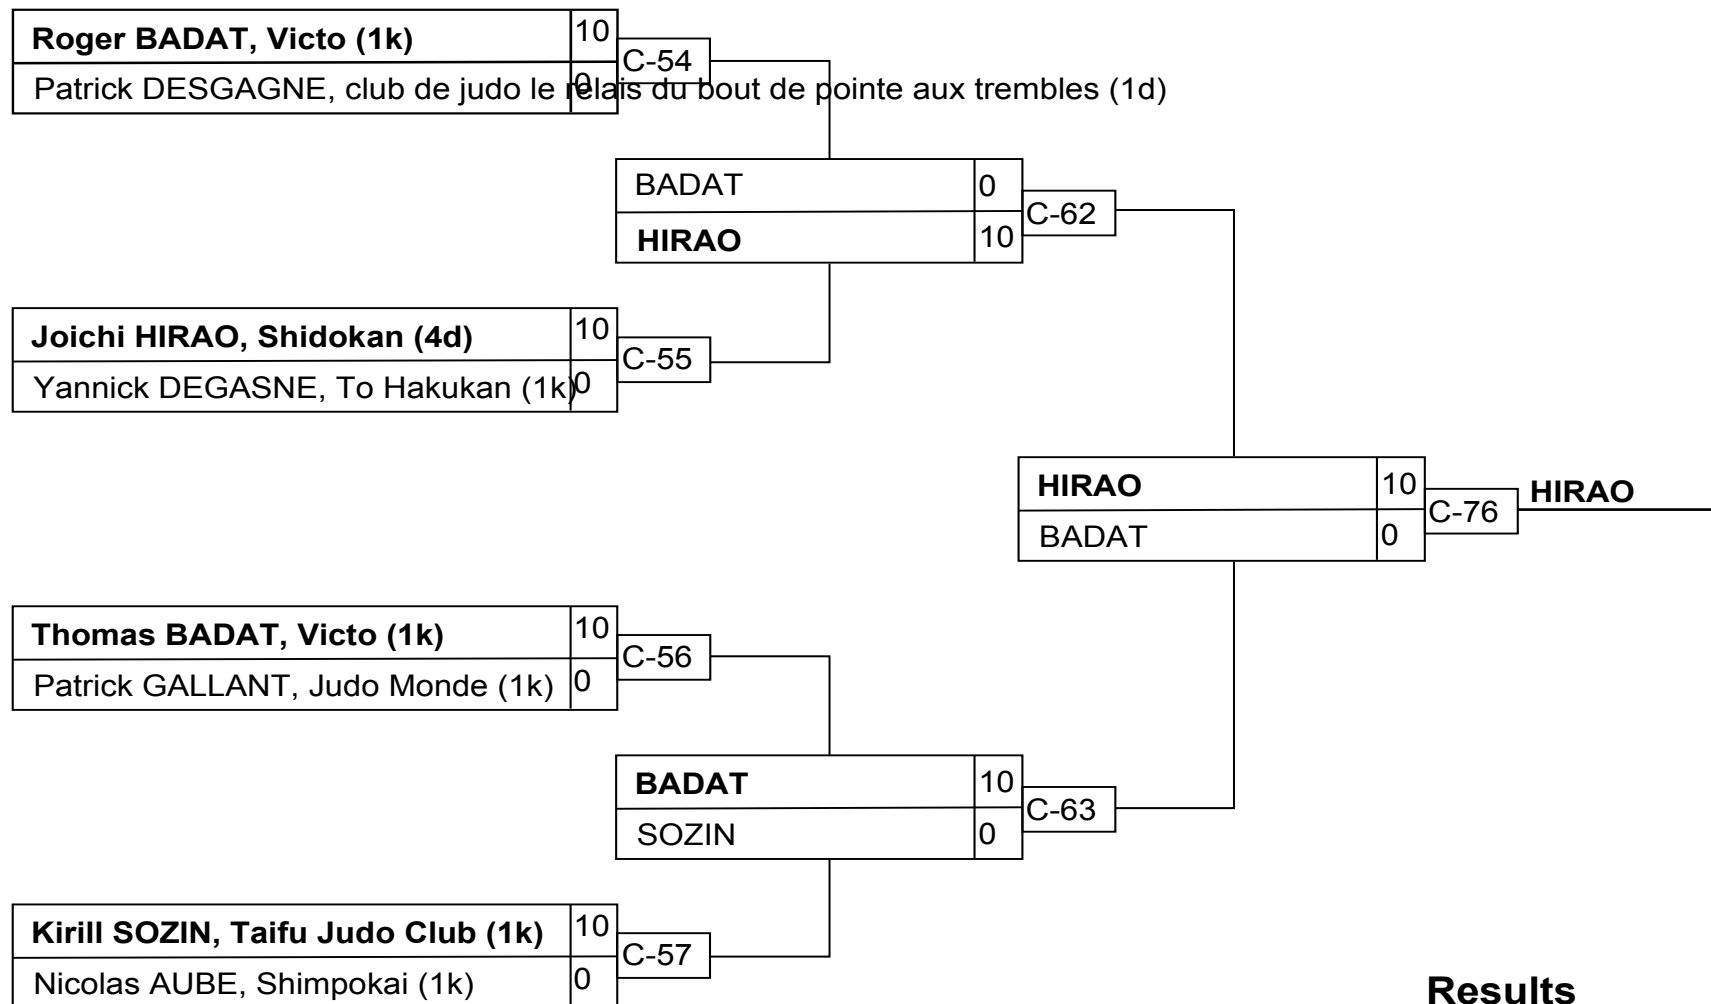 Roger BADAT, Victo (1k) 10
C-54
Patrick DESGAGNE, club de judo le relais du bout de pointe aux trembles (1d) 0
BADAT 0
C-62
HIRAO 10
Joichi HIRAO, Shidokan (4d) 10
C-55
Yannick DEGASNE, To Hakukan (1k) 0
HIRAO 10
C-76 HIRAO
BADAT 0
Thomas BADAT, Victo (1k) 10
C-56
Patrick GALLANT, Judo Monde (1k) 0
BADAT 10
C-63
SOZIN 0
Kirill SOZIN, Taifu Judo Club (1k) 10
C-57
Nicolas AUBE, Shimpokai (1k) 0
Results